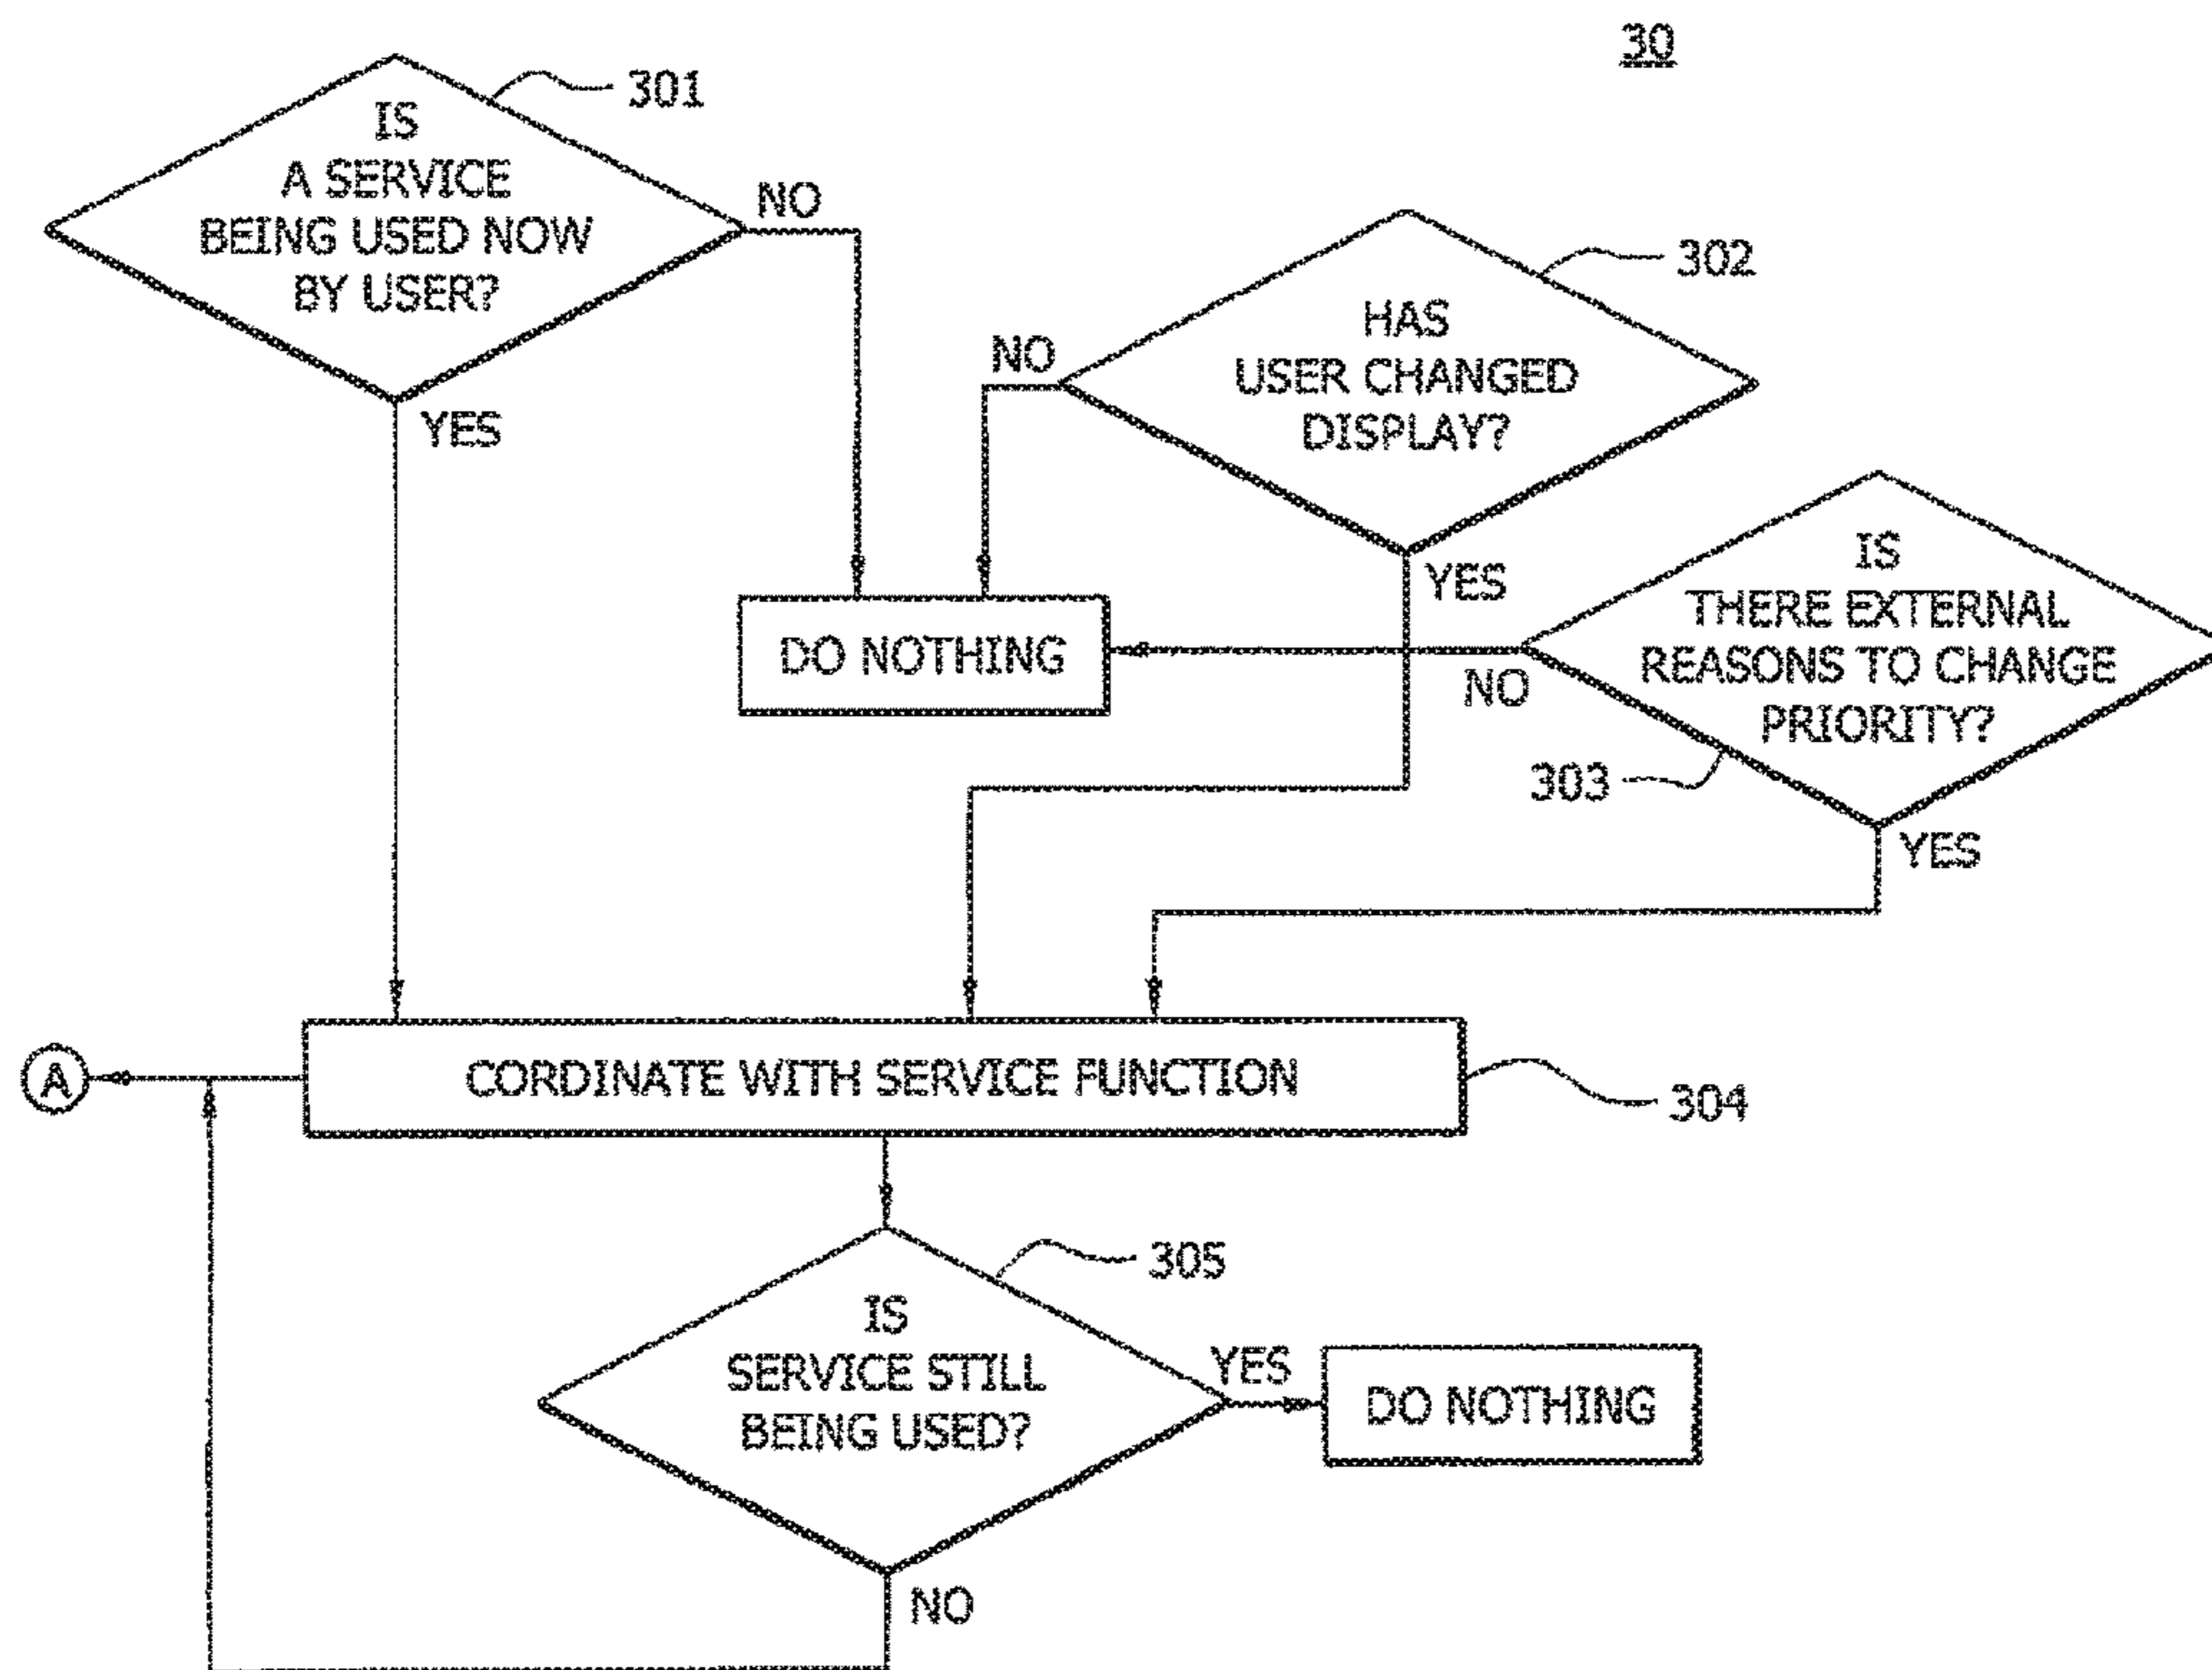 30
301
IS
A SERVICE
BEING USED NOW
BY USER?
NO
YES
302
HAS
USER CHANGED
DISPLAY?
NO
YES
IS
THERE EXTERNAL
REASONS TO CHANGE
PRIORITY?
NO
303
YES
DO NOTHING
A
CORDINATE WITH SERVICE FUNCTION
304
305
IS
SERVICE STILL
BEING USED?
YES
DO NOTHING
NO